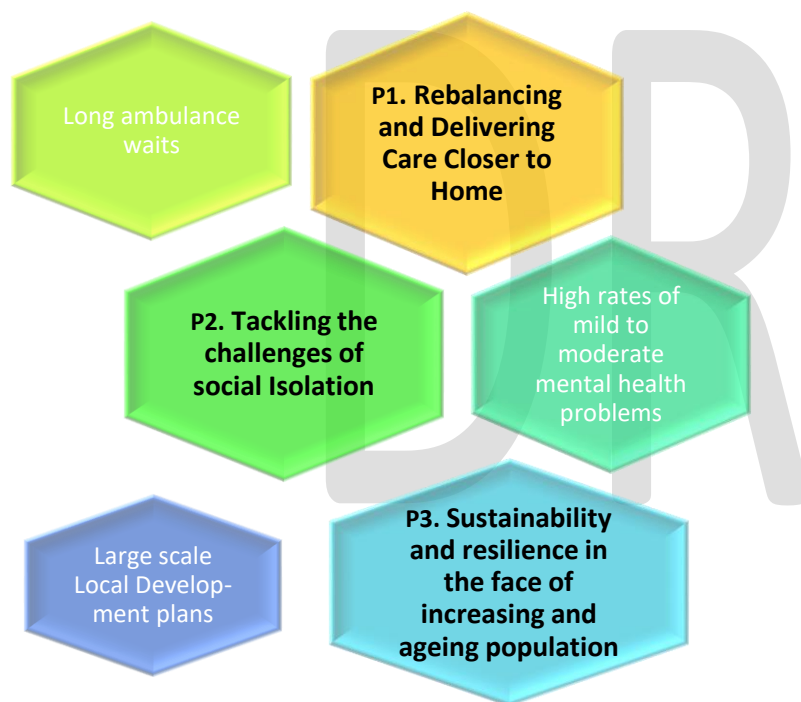 Long ambulance
waits
P1. Rebalancing
and Delivering
Care Closer to
Home
P2. Tackling the
challenges of
social Isolation
High rates of
mild to
moderate
mental health
problems
Large scale
Local Develop-
ment plans
P3. Sustainability
and resilience in
the face of
increasing and
ageing population
DR